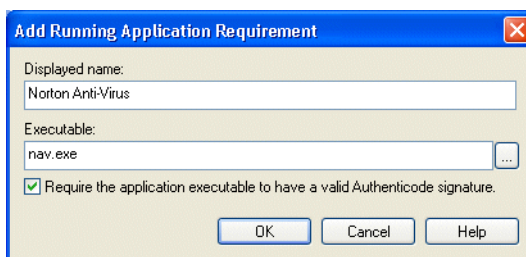 Add Running Application Requirement
Displayed name:
Norton Anti-Virus
Executable:
nav.exe
...
Require the application executable to have a valid Authenticode signature.
OK Cancel Help